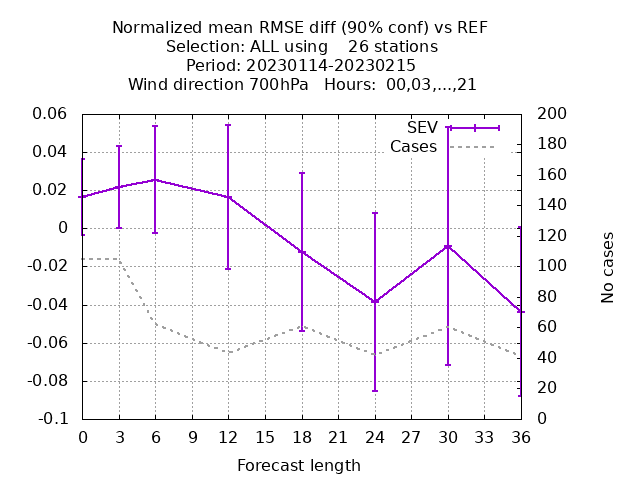 Normalized mean RMSE diff (90% conf) vs REF
Selection: ALL using    26 stations
Period: 20230114-20230215
Wind direction 700hPa   Hours:  00,03,...,21
SEV
Cases
0.06
0.04
0.02
0
-0.02
-0.04
-0.06
-0.08
-0.1
200
180
160
140
120
100
80
60
40
20
0
No cases
0 3 6 9 12 15 18 21 24 27 30 33 36
Forecast length